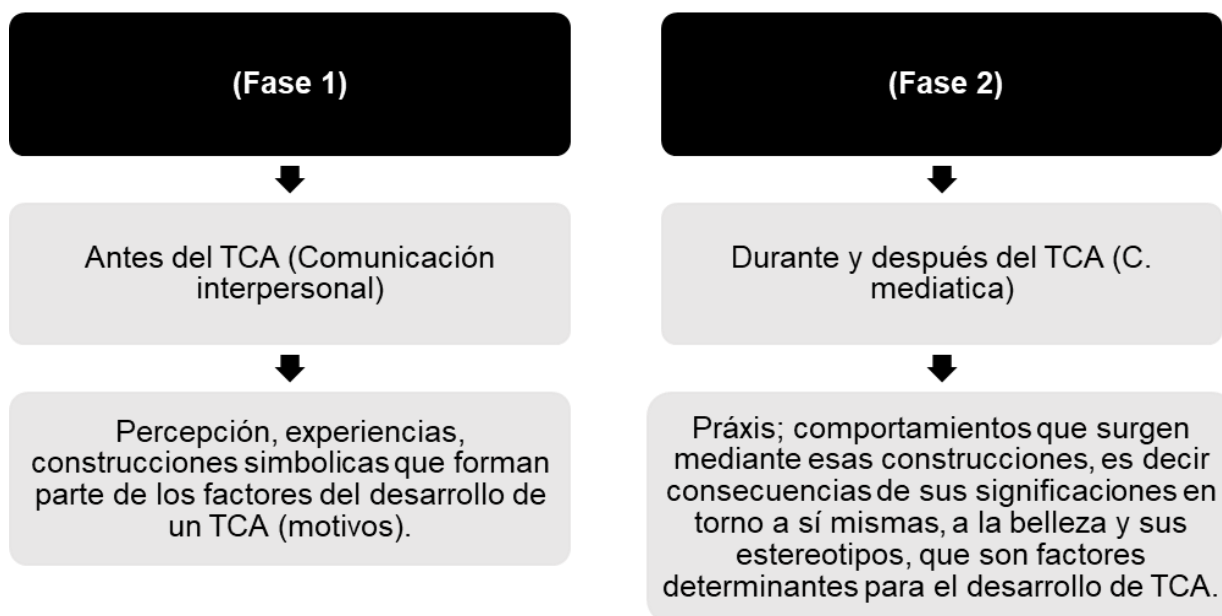 (Fase 1)
Antes del TCA (Comunicación
interpersonal)
Percepción, experiencias,
construcciones simbolicas que forman
parte de los factores del desarrollo de
un TCA (motivos).
(Fase 2)
Durante y después del TCA (C.
mediatica)
Práxis; comportamientos que surgen
mediante esas construcciones, es decir
consecuencias de sus significaciones en
torno a sí mismas, a la belleza y sus
estereotipos, que son factores
determinantes para el desarrollo de TCA.